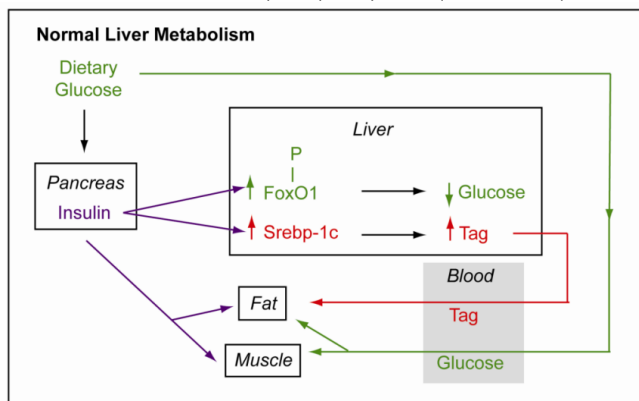 Normal Liver Metabolism
Dietary
Glucose
Liver
P
Pancreas
Insulin
FoxO1
Glucose
Srebp-1c
Tag
Blood
Fat
Tag
Muscle
Glucose